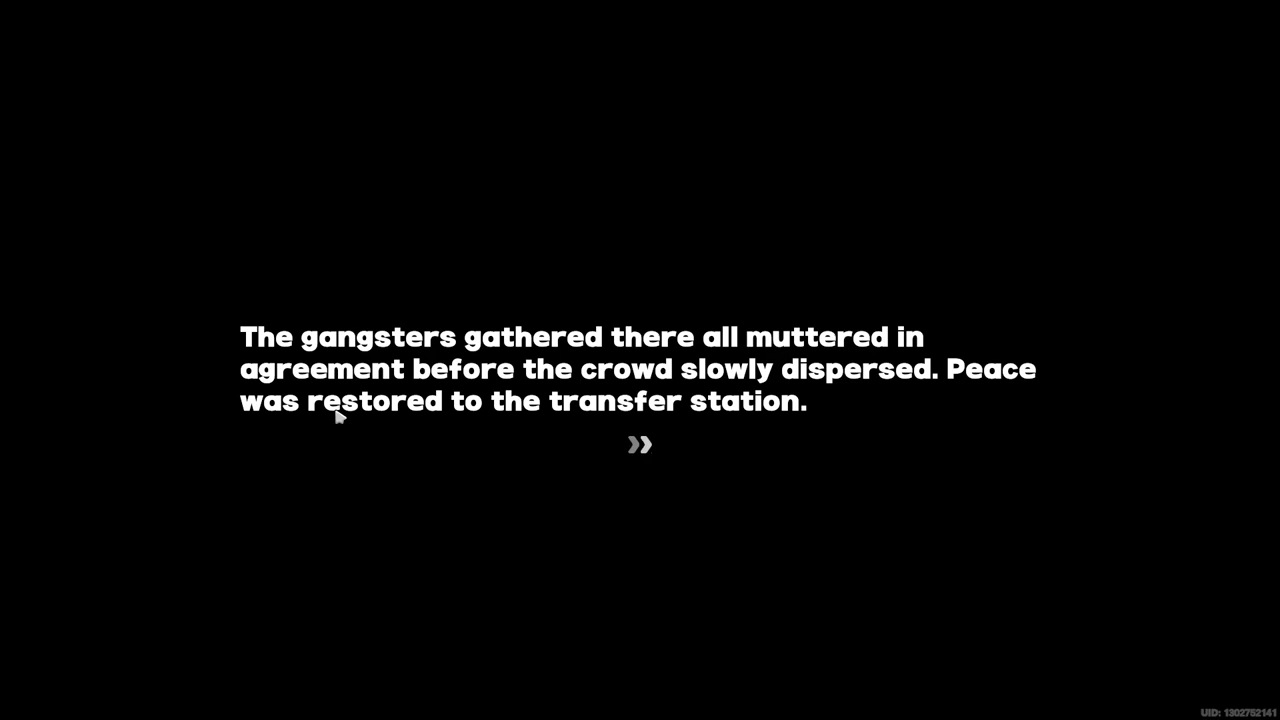 The gangsters gathered there all muttered in
agreement before the crowd slowly dispersed. Peace
was restored to the transfer station.
UID: 1302752141